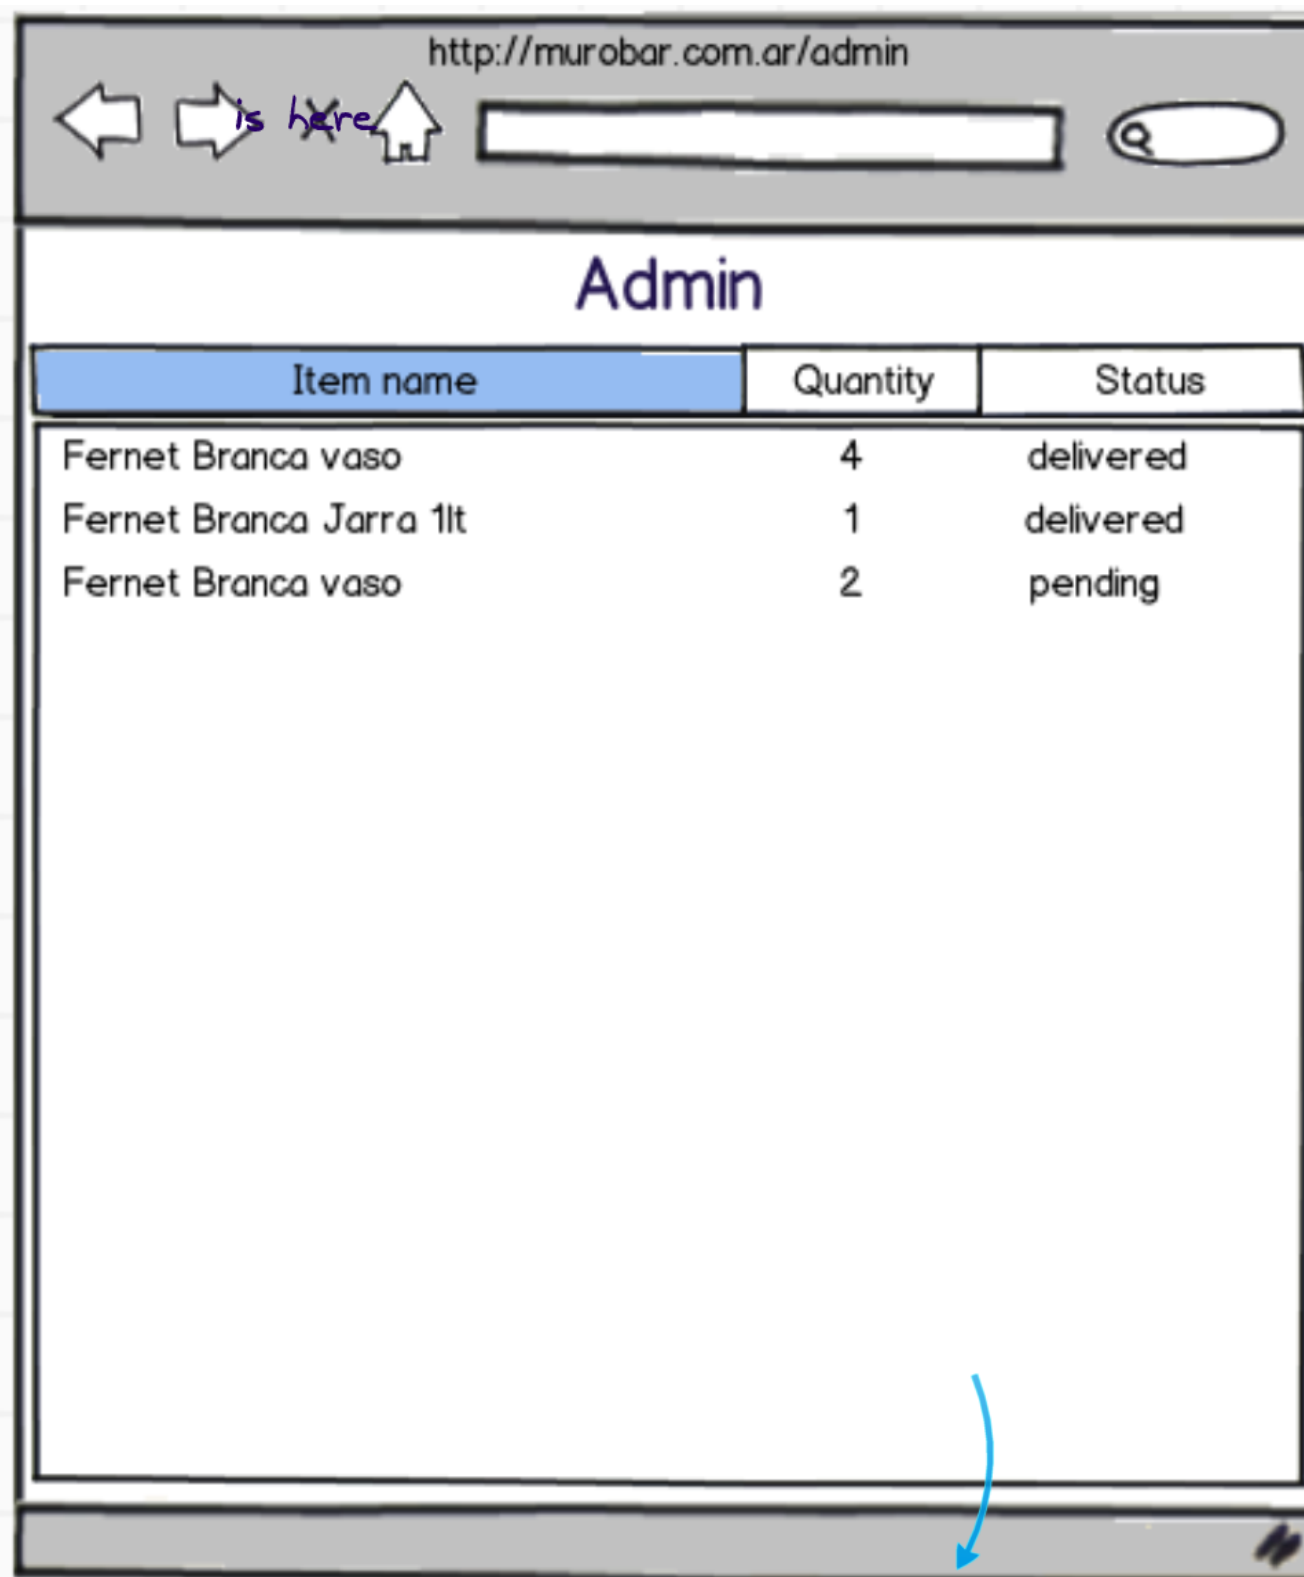 http://murobar.com.ar/admin
is here
Admin
Item name Quantity Status
Fernet Branca vaso 4 delivered
Fernet Branca Jarra 1lt 1 delivered
Fernet Branca vaso 2 pending